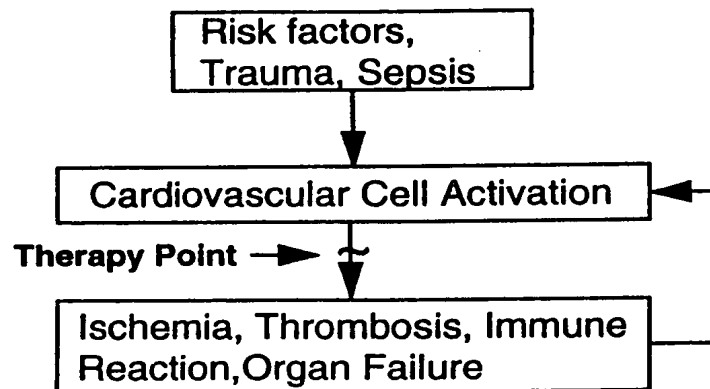 Risk factors,
Trauma, Sepsis
Cardiovascular Cell Activation
Therapy Point
Ischemia, Thrombosis, Immune
Reaction,Organ Failure